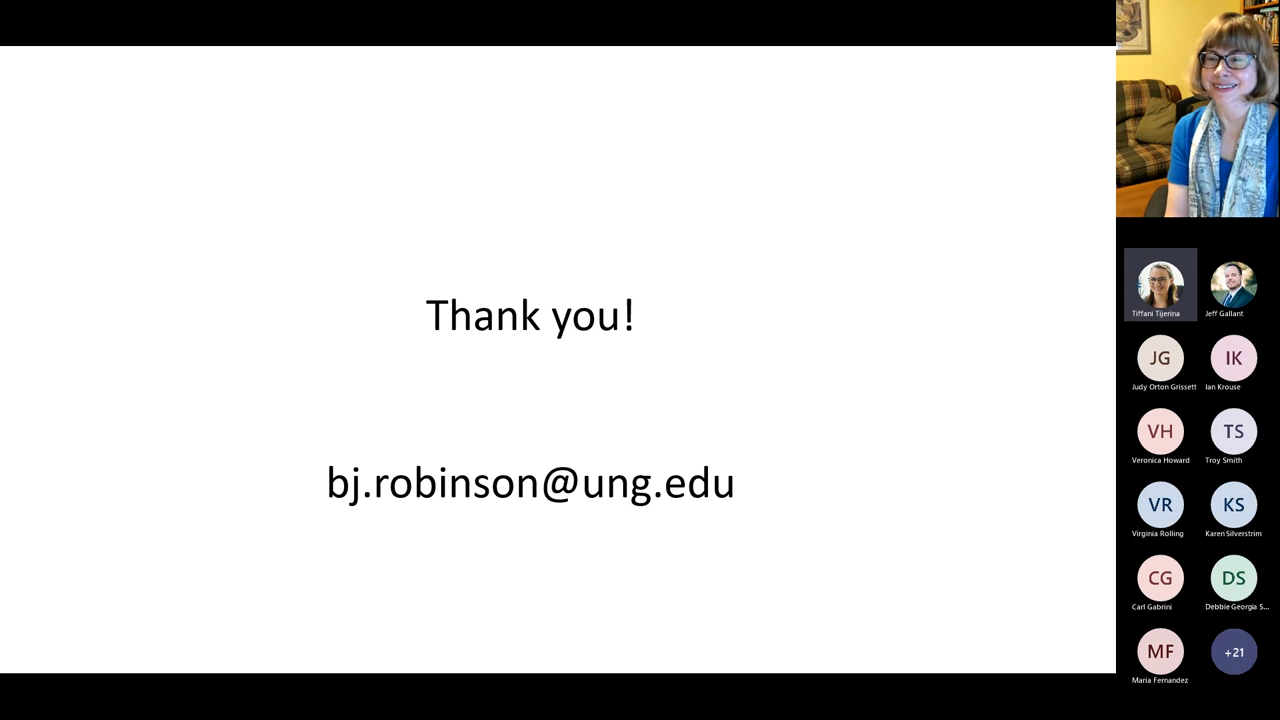 Thank you!
bj.robinson@ung.edu
Tiffani Tijerina
Jeff Gallant
JG
IK
Judy Orton Grissett
Ian Krouse
VH
TS
Veronica Howard
Troy Smith
VR
KS
Virginia Rolling
Karen Silverstrim
CG
DS
Carl Gabrini
Debbie Georgia S...
MF
+21
Maria Fernandez